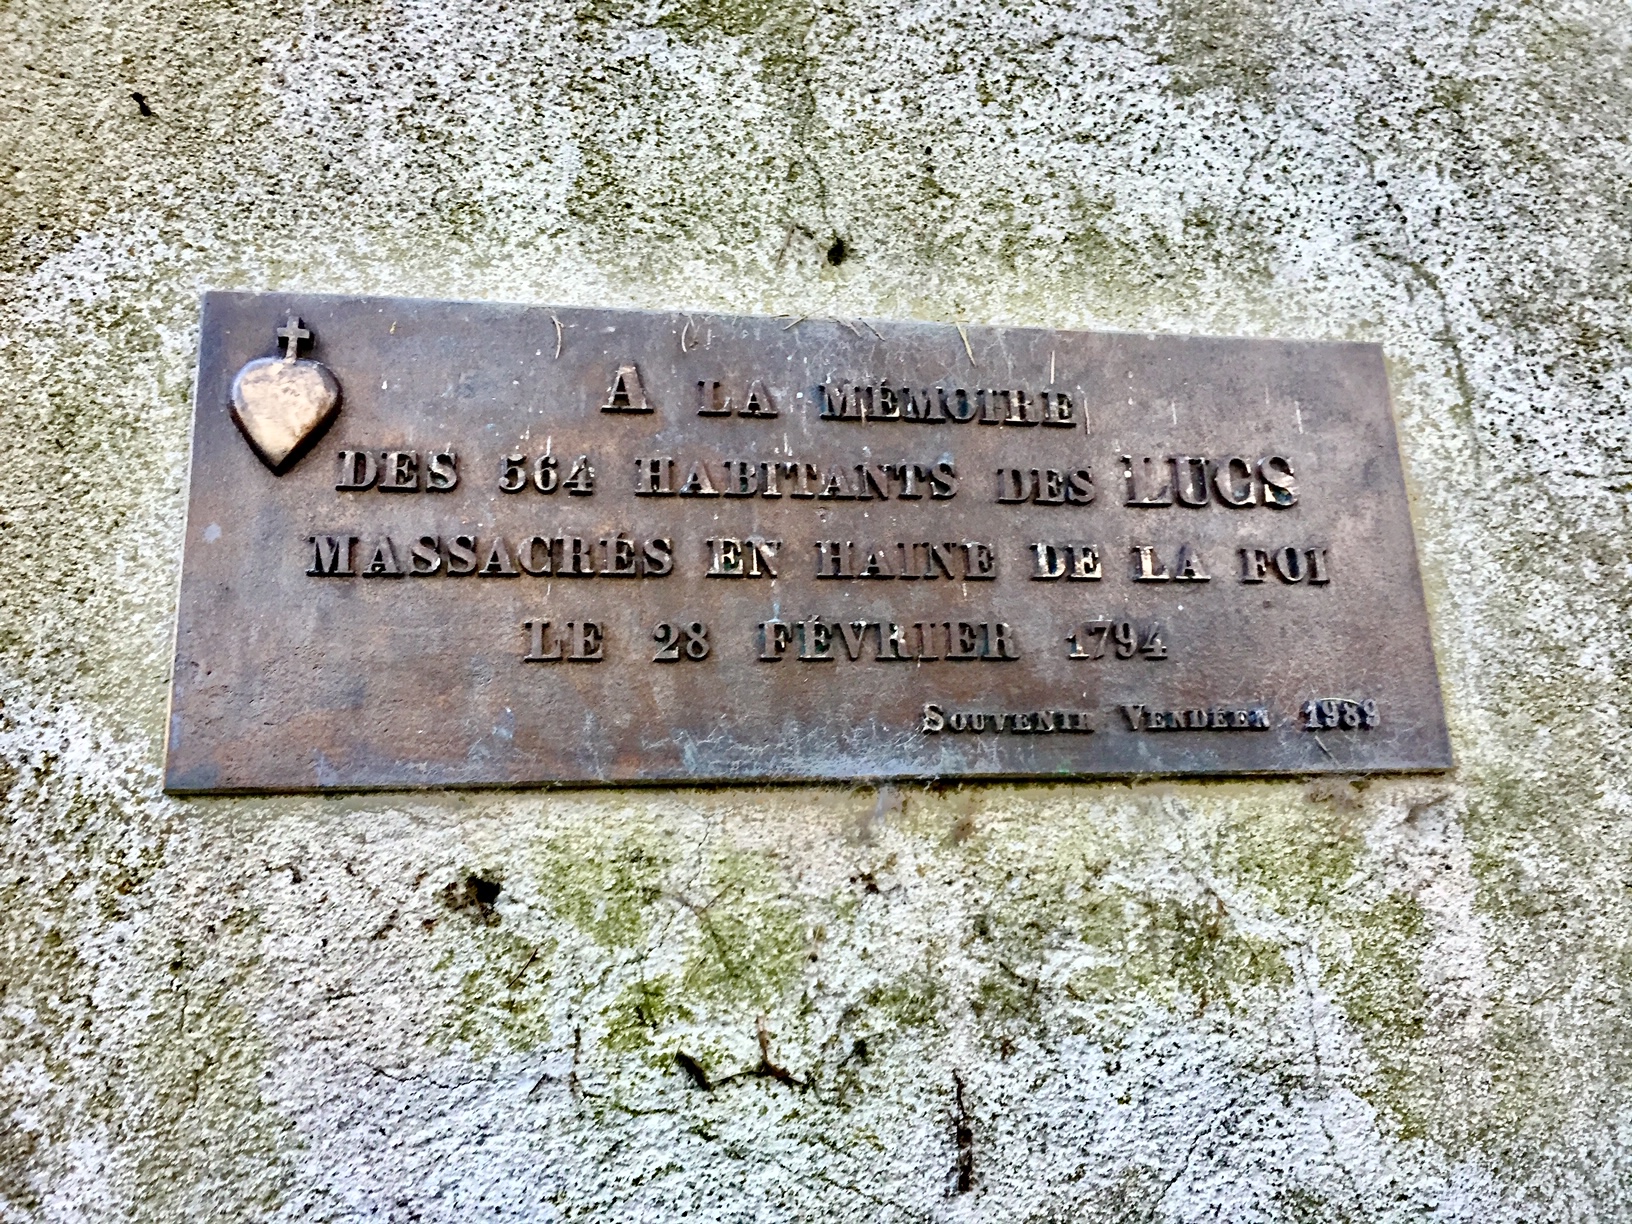 A LA MÉMOIRE
DES 564 HABITANTS DES LUCS
MASSACRÉS EN HAINE DE LA FOI
LE 28 FÉVRIER 1794
SOUVENIR VENDÉEN 1989